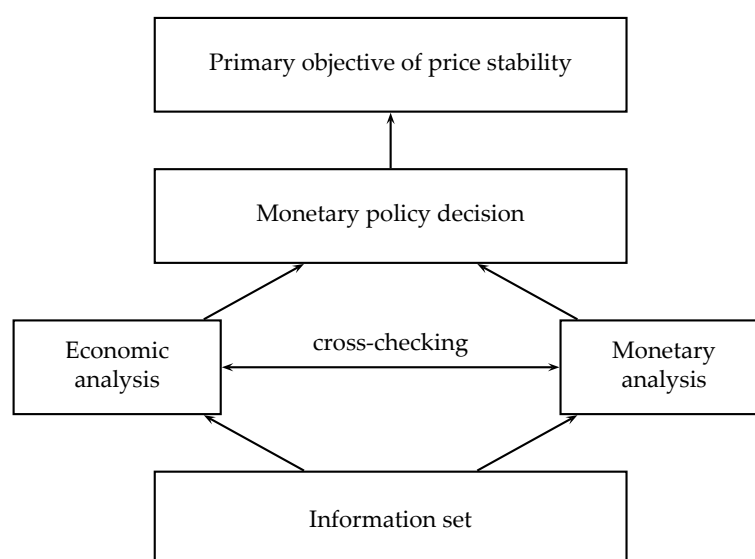 Primary objective of price stability
Monetary policy decision
Economic
analysis
cross-checking
Monetary
analysis
Information set